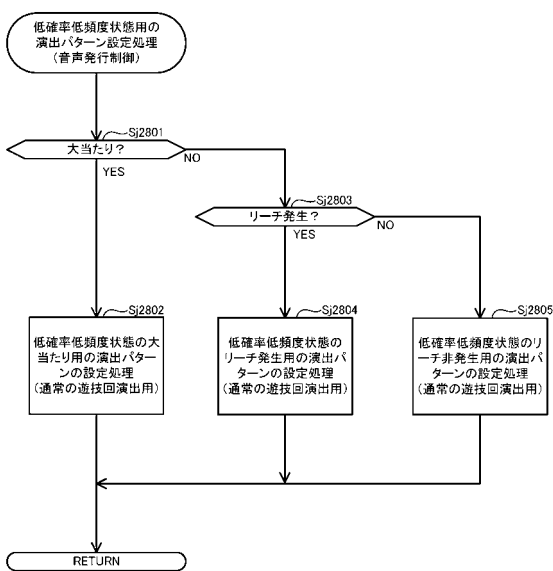 低確率低頻度状態用の
演出パターン設定処理
(音声発行制御)
Sj2801
大当たり？
NO
YES
Sj2803
リーチ発生？
NO
YES
Sj2802
低確率低頻度状態の大
当たり用の演出パター
ンの設定処理
(通常の遊技回演出用)
Sj2804
低確率低頻度状態の
リーチ発生用の演出パ
ターンの設定処理
(通常の遊技回演出用)
Sj2805
低確率低頻度状態のリ
ーチ非発生用の演出パ
ターンの設定処理
(通常の遊技回演出用)
RETURN